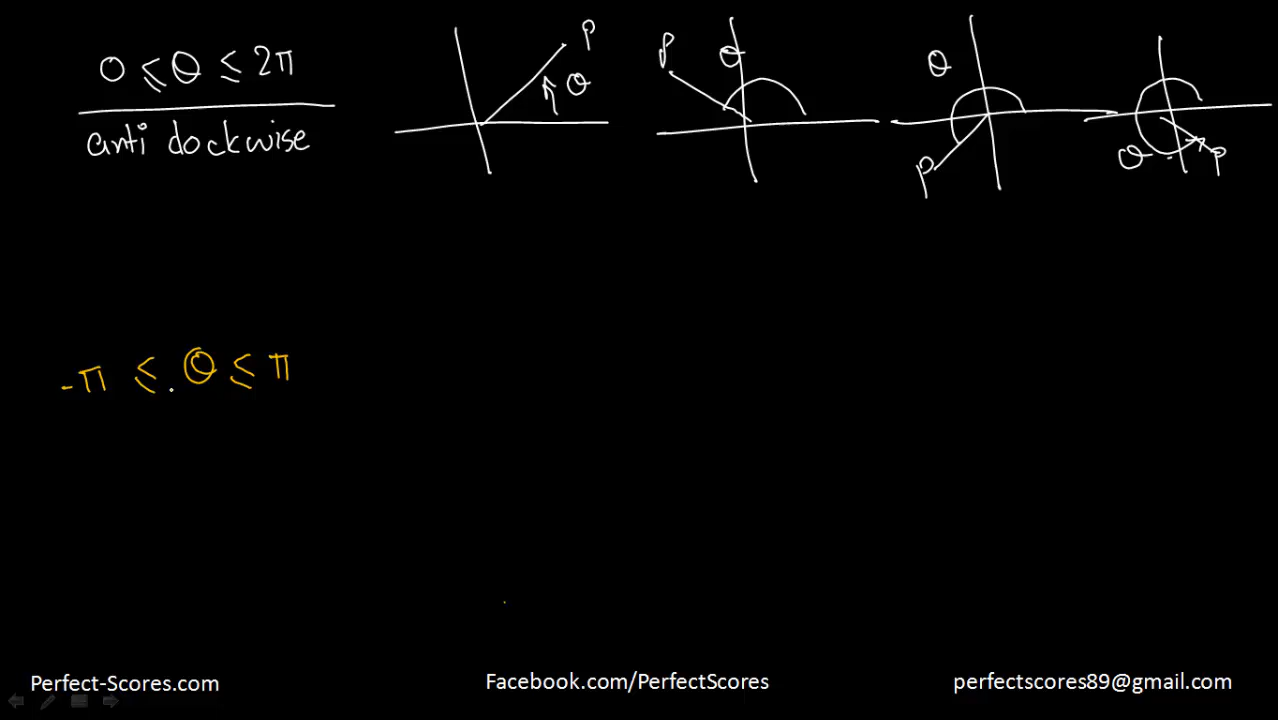 0 ≤ θ ≤ 2π
anti clockwise
P
θ
P
θ
θ
P
θ
P
-π ≤ θ ≤ π
Perfect-Scores.com
Facebook.com/PerfectScores
perfectscores89@gmail.com